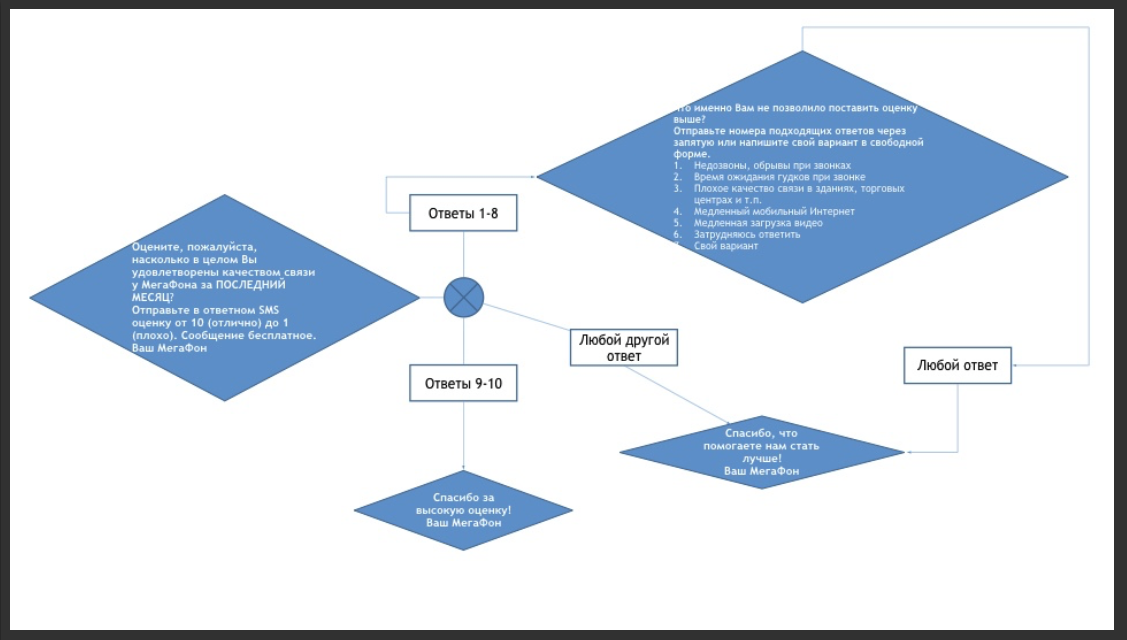 Что именно Вам не позволило поставить оценку
выше?
Отправьте номера подходящих ответов через
запятую или напишите свой вариант в свободной
форме.
1. Недозвоны, обрывы при звонках
2. Время ожидания гудков при звонке
3. Плохое качество связи в зданиях, торговых
центрах и т.п.
4. Медленный мобильный Интернет
5. Медленная загрузка видео
6. Затрудняюсь ответить
7. Свой вариант
Ответы 1-8
Оцените, пожалуйста,
насколько в целом Вы
удовлетворены качеством связи
у МегаФона за ПОСЛЕДНИЙ
МЕСЯЦ?
Отправьте в ответном SMS
оценку от 10 (отлично) до 1
(плохо). Сообщение бесплатное.
Ваш МегаФон
Любой другой
ответ
Любой ответ
Ответы 9-10
Спасибо, что
помогаете нам стать
лучше!
Ваш МегаФон
Спасибо за
высокую оценку!
Ваш МегаФон